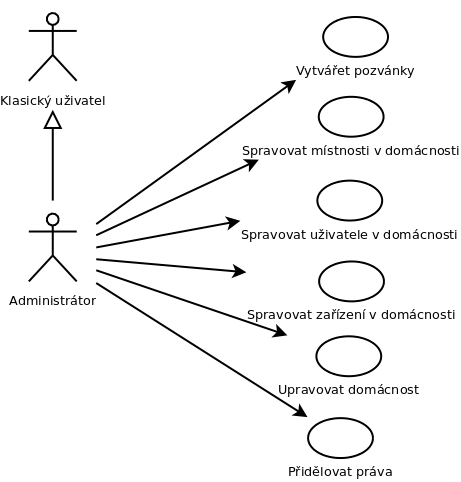 Klasický uživatel
Administrátor
Vytvářet pozvánky
Spravovat místnosti v domácnosti
Spravovat uživatele v domácnosti
Spravovat zařízení v domácnosti
Upravovat domácnost
Přidělovat práva